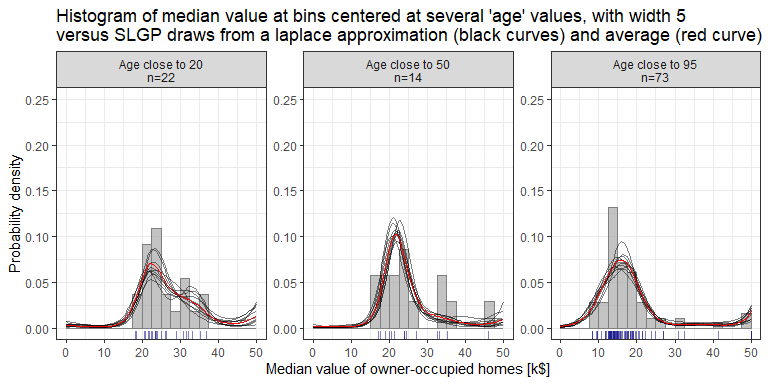 Histogram of median value at bins centered at several 'age' values, with width 5
versus SLGP draws from a laplace approximation (black curves) and average (red curve)
Age close to 20
n=22
Age close to 50
n=14
Age close to 95
n=73
Probability density
0.25
0.20
0.15
0.10
0.05
0.00
0.25
0.20
0.15
0.10
0.05
0.00
0.25
0.20
0.15
0.10
0.05
0.00
0 10 20 30 40 50
0 10 20 30 40 50
0 10 20 30 40 50
Median value of owner-occupied homes [k$]